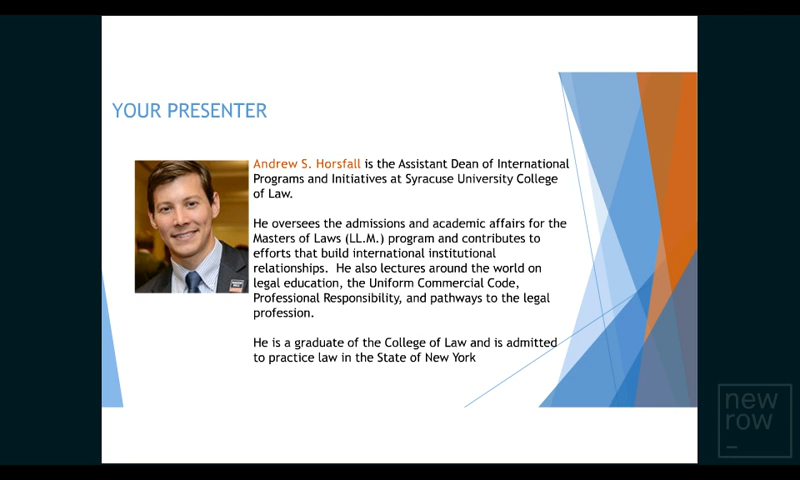 YOUR PRESENTER
Andrew S. Horsfall is the Assistant Dean of International
Programs and Initiatives at Syracuse University College
of Law.
He oversees the admissions and academic affairs for the
Masters of Laws (LL.M.) program and contributes to
efforts that build international institutional
relationships. He also lectures around the world on
legal education, the Uniform Commercial Code,
Professional Responsibility, and pathways to the legal
profession.
He is a graduate of the College of Law and is admitted
to practice law in the State of New York
new
row